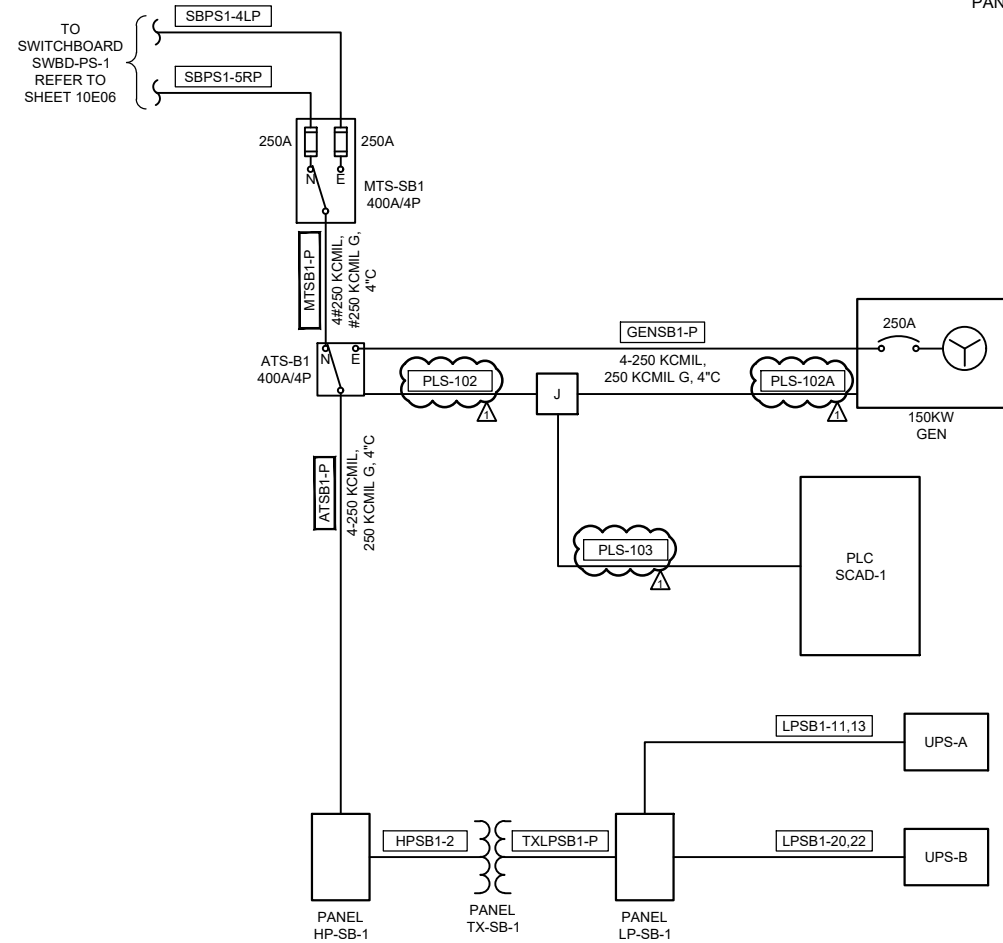 PAN
SBPS1-4LP
TO
SWITCHBOARD
SWBD-PS-1
REFER TO
SHEET 10E06
SBPS1-5RP
250A
250A
N
E
MTS-SB1
400A/4P
MTSB1-P
4#250 KCMIL,
#250 KCMIL G,
4"C
ATS-B1
400A/4P
N
E
GENSB1-P
4-250 KCMIL,
250 KCMIL G, 4"C
250A
150KW
GEN
PLS-102
1
J
PLS-102A
1
ATSB1-P
4-250 KCMIL,
250 KCMIL G, 4"C
PLS-103
1
PLC
SCAD-1
LPSB1-11,13
UPS-A
HPSB1-2
TXLPSB1-P
LPSB1-20,22
UPS-B
PANEL
HP-SB-1
PANEL
TX-SB-1
PANEL
LP-SB-1